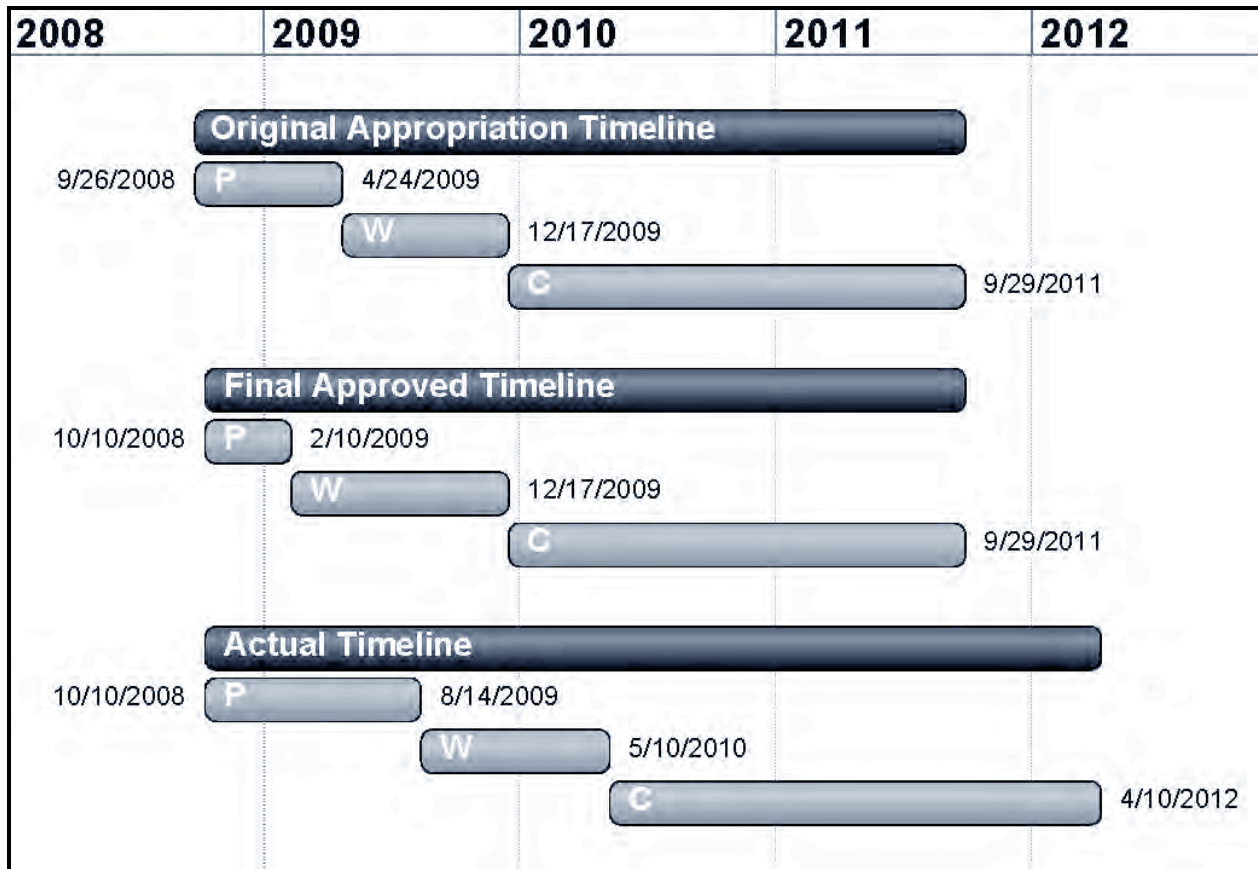 2008 2009 2010 2011 2012
Original Appropriation Timeline
9/26/2008 P 4/24/2009
W 12/17/2009
C 9/29/2011
Final Approved Timeline
10/10/2008 P 2/10/2009
W 12/17/2009
C 9/29/2011
Actual Timeline
10/10/2008 P 8/14/2009
W 5/10/2010
C 4/10/2012